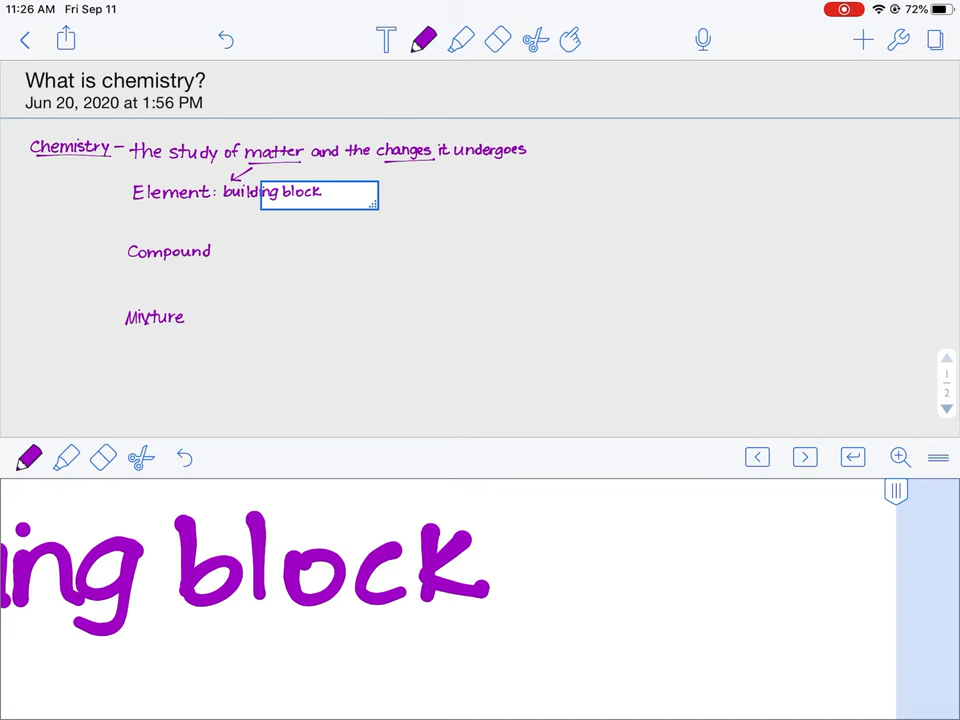 11:26 AM Fri Sep 11 72%
What is chemistry?
Jun 20, 2020 at 1:56 PM
Chemistry - the study of matter and the changes it undergoes
Element: building block
Compound
Mixture
1
2
ing block